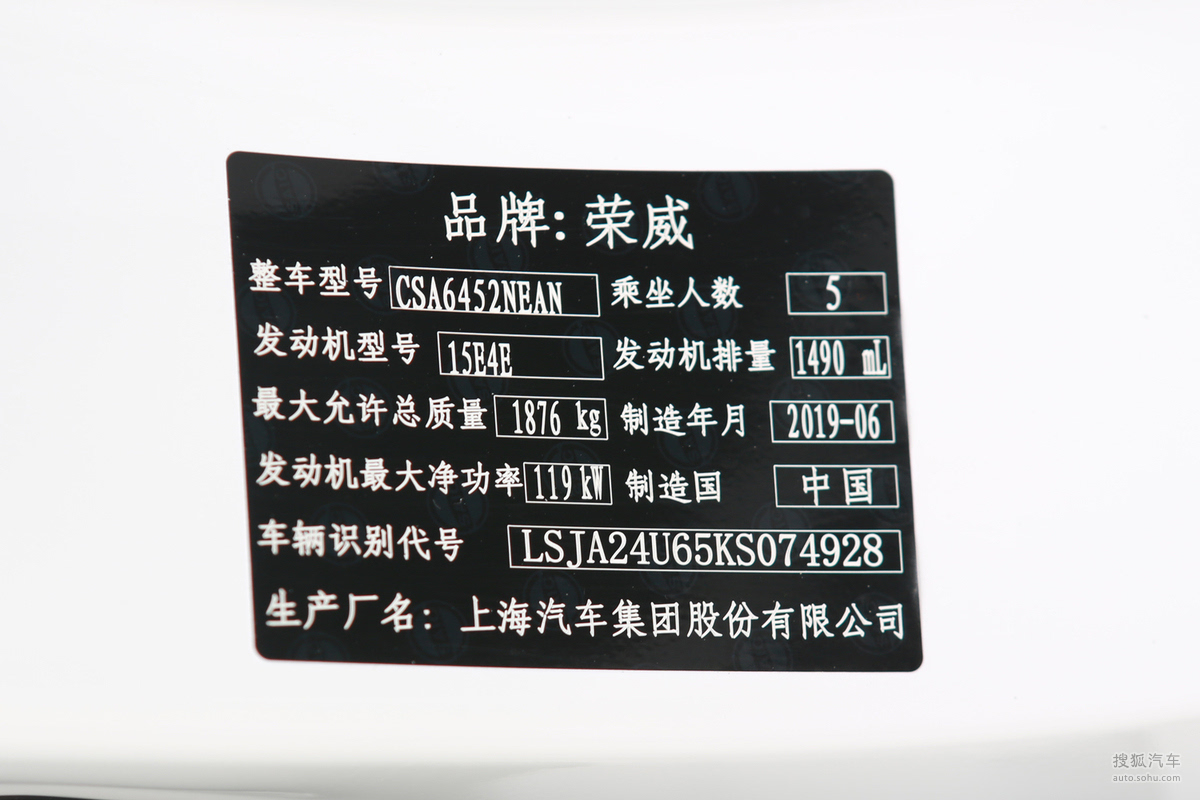 品牌：荣威
整车型号 CSA6452NEAN 乘坐人数 5
发动机型号 15E4E 发动机排量 1490 mL
最大允许总质量 1876 kg 制造年月 2019-06
发动机最大净功率 119 kW 制造国 中国
车辆识别代号 LSJA24U65KS074928
生产厂名：上海汽车集团股份有限公司
搜狐汽车
auto.sohu.com